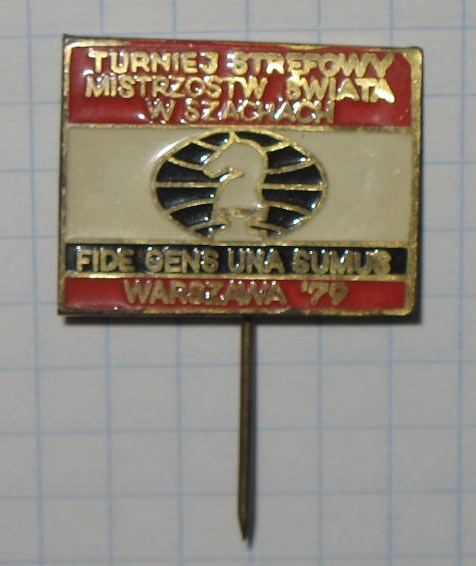 TURNIEJ STREFOWY
MISTRZOSTW ŚWIATA
W SZACHACH
FIDE GENS UNA SUMUS
WARSZAWA '79